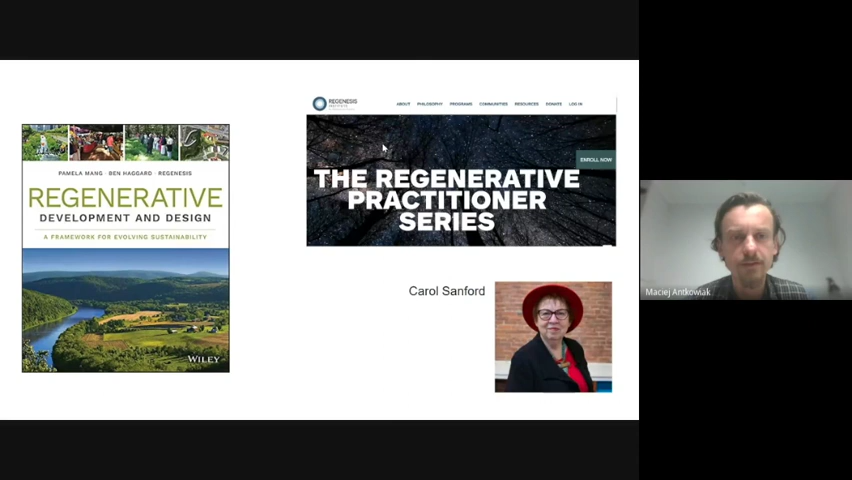 PAMELA MANG · BEN HAGGARD · REGENESIS
REGENERATIVE
DEVELOPMENT AND DESIGN
A FRAMEWORK FOR EVOLVING SUSTAINABILITY
WILEY
REGENESIS
ABOUT PHILOSOPHY PROGRAMS COMMUNITIES RESOURCES DONATE LOG IN
ENROLL NOW
THE REGENERATIVE
PRACTITIONER
SERIES
Carol Sanford
Maciej Antkowiak